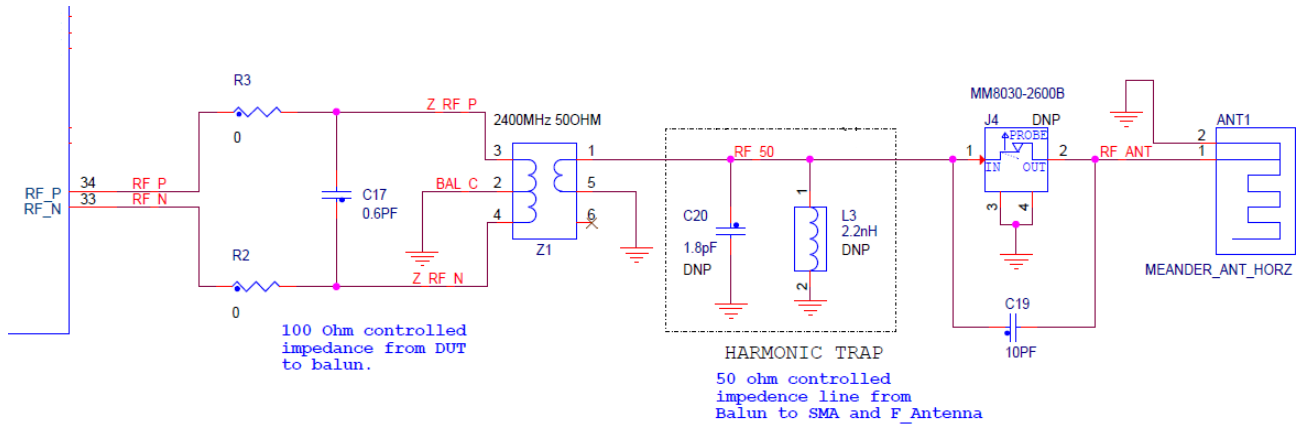 R3
0
RF_P
RF_N
34
33
RF_P
RF_N
R2
0
C17
0.6PF
Z_RF_P
BAL_C
Z_RF_N
2400MHz 50OHM
3
2
4
1
5
6
Z1
100 Ohm controlled
impedance from DUT
to balun.
RF_50
C20
1.8pF
DNP
1
L3
2.2nH
DNP
2
HARMONIC TRAP
50 ohm controlled
impedence line from
Balun to SMA and F_Antenna
MM8030-2600B
J4
DNP
PROBE
1
IN
OUT
2
3
4
RF_ANT
C19
10PF
ANT1
2
1
MEANDER_ANT_HORZ